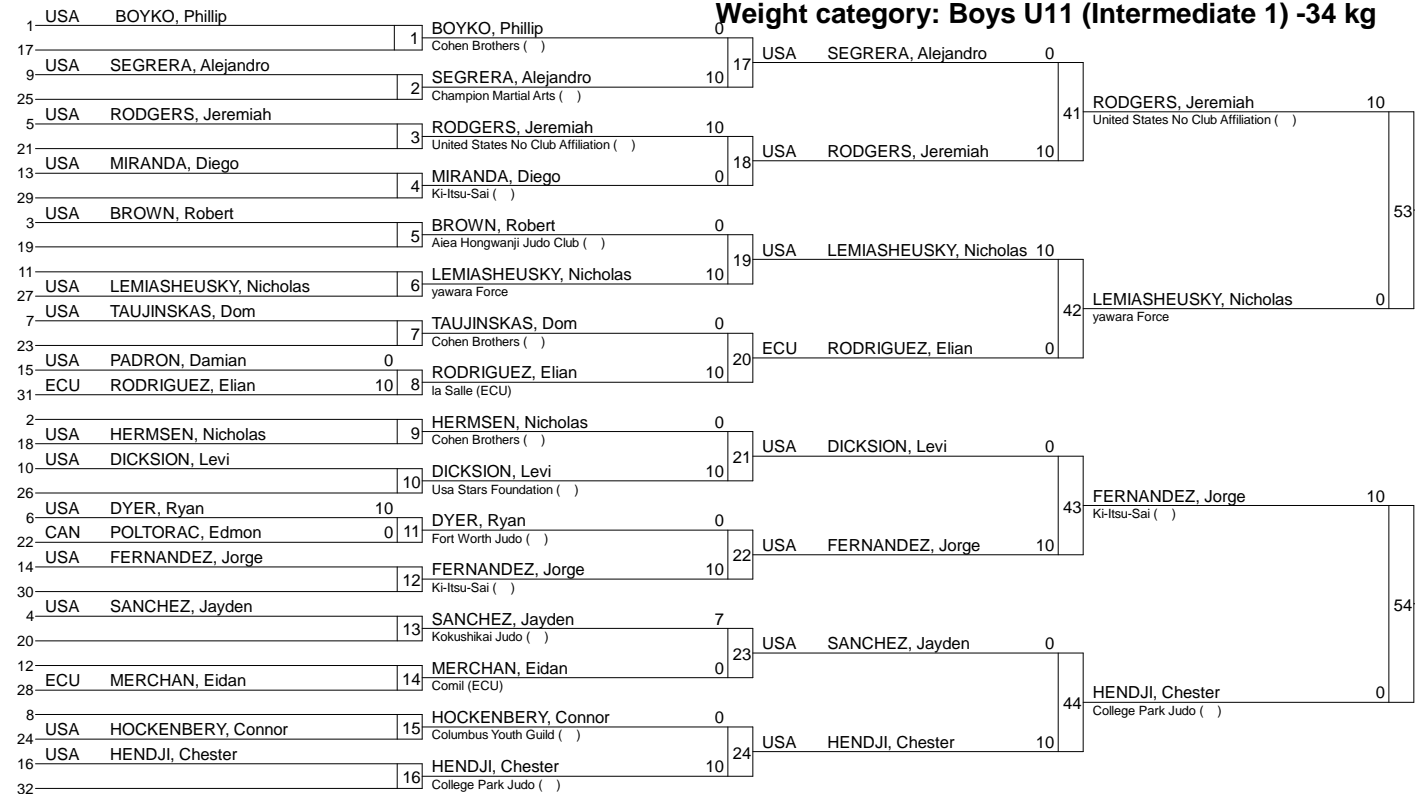 Weight category: Boys U11 (Intermediate 1) -34 kg
1 USA BOYKO, Phillip
17
1
9 USA SEGRERA, Alejandro
25
2
5 USA RODGERS, Jeremiah
21
3
13 USA MIRANDA, Diego
29
4
3 USA BROWN, Robert
19
5
11
27 USA LEMIASHEUSKY, Nicholas
6
7 USA TAUJINSKAS, Dom
23
7
15 USA PADRON, Damian 0
31 ECU RODRIGUEZ, Elian 10
8
2
18 USA HERMSEN, Nicholas
9
10 USA DICKSION, Levi
26
10
6 USA DYER, Ryan 10
22 CAN POLTORAC, Edmon 0
11
14 USA FERNANDEZ, Jorge
30
12
4 USA SANCHEZ, Jayden
20
13
12
28 ECU MERCHAN, Eidan
14
8
24 USA HOCKENBERY, Connor
15
16 USA HENDJI, Chester
32
16
BOYKO, Phillip 0
Cohen Brothers ( )
17
SEGRERA, Alejandro 10
Champion Martial Arts ( )
RODGERS, Jeremiah 10
United States No Club Affiliation ( )
18
MIRANDA, Diego 0
Ki-Itsu-Sai ( )
BROWN, Robert 0
Aiea Hongwanji Judo Club ( )
19
LEMIASHEUSKY, Nicholas 10
yawara Force
TAUJINSKAS, Dom 0
Cohen Brothers ( )
20
RODRIGUEZ, Elian 10
la Salle (ECU)
HERMSEN, Nicholas 0
Cohen Brothers ( )
21
DICKSION, Levi 10
Usa Stars Foundation ( )
DYER, Ryan 0
Fort Worth Judo ( )
22
FERNANDEZ, Jorge 10
Ki-Itsu-Sai ( )
SANCHEZ, Jayden 7
Kokushikai Judo ( )
23
MERCHAN, Eidan 0
Comil (ECU)
HOCKENBERY, Connor 0
Columbus Youth Guild ( )
24
HENDJI, Chester 10
College Park Judo ( )
USA SEGRERA, Alejandro 0
41
USA RODGERS, Jeremiah 10
USA LEMIASHEUSKY, Nicholas 10
42
ECU RODRIGUEZ, Elian 0
USA DICKSION, Levi 0
43
USA FERNANDEZ, Jorge 10
USA SANCHEZ, Jayden 0
44
USA HENDJI, Chester 10
RODGERS, Jeremiah 10
United States No Club Affiliation ( )
53
LEMIASHEUSKY, Nicholas 0
yawara Force
FERNANDEZ, Jorge 10
Ki-Itsu-Sai ( )
54
HENDJI, Chester 0
College Park Judo ( )